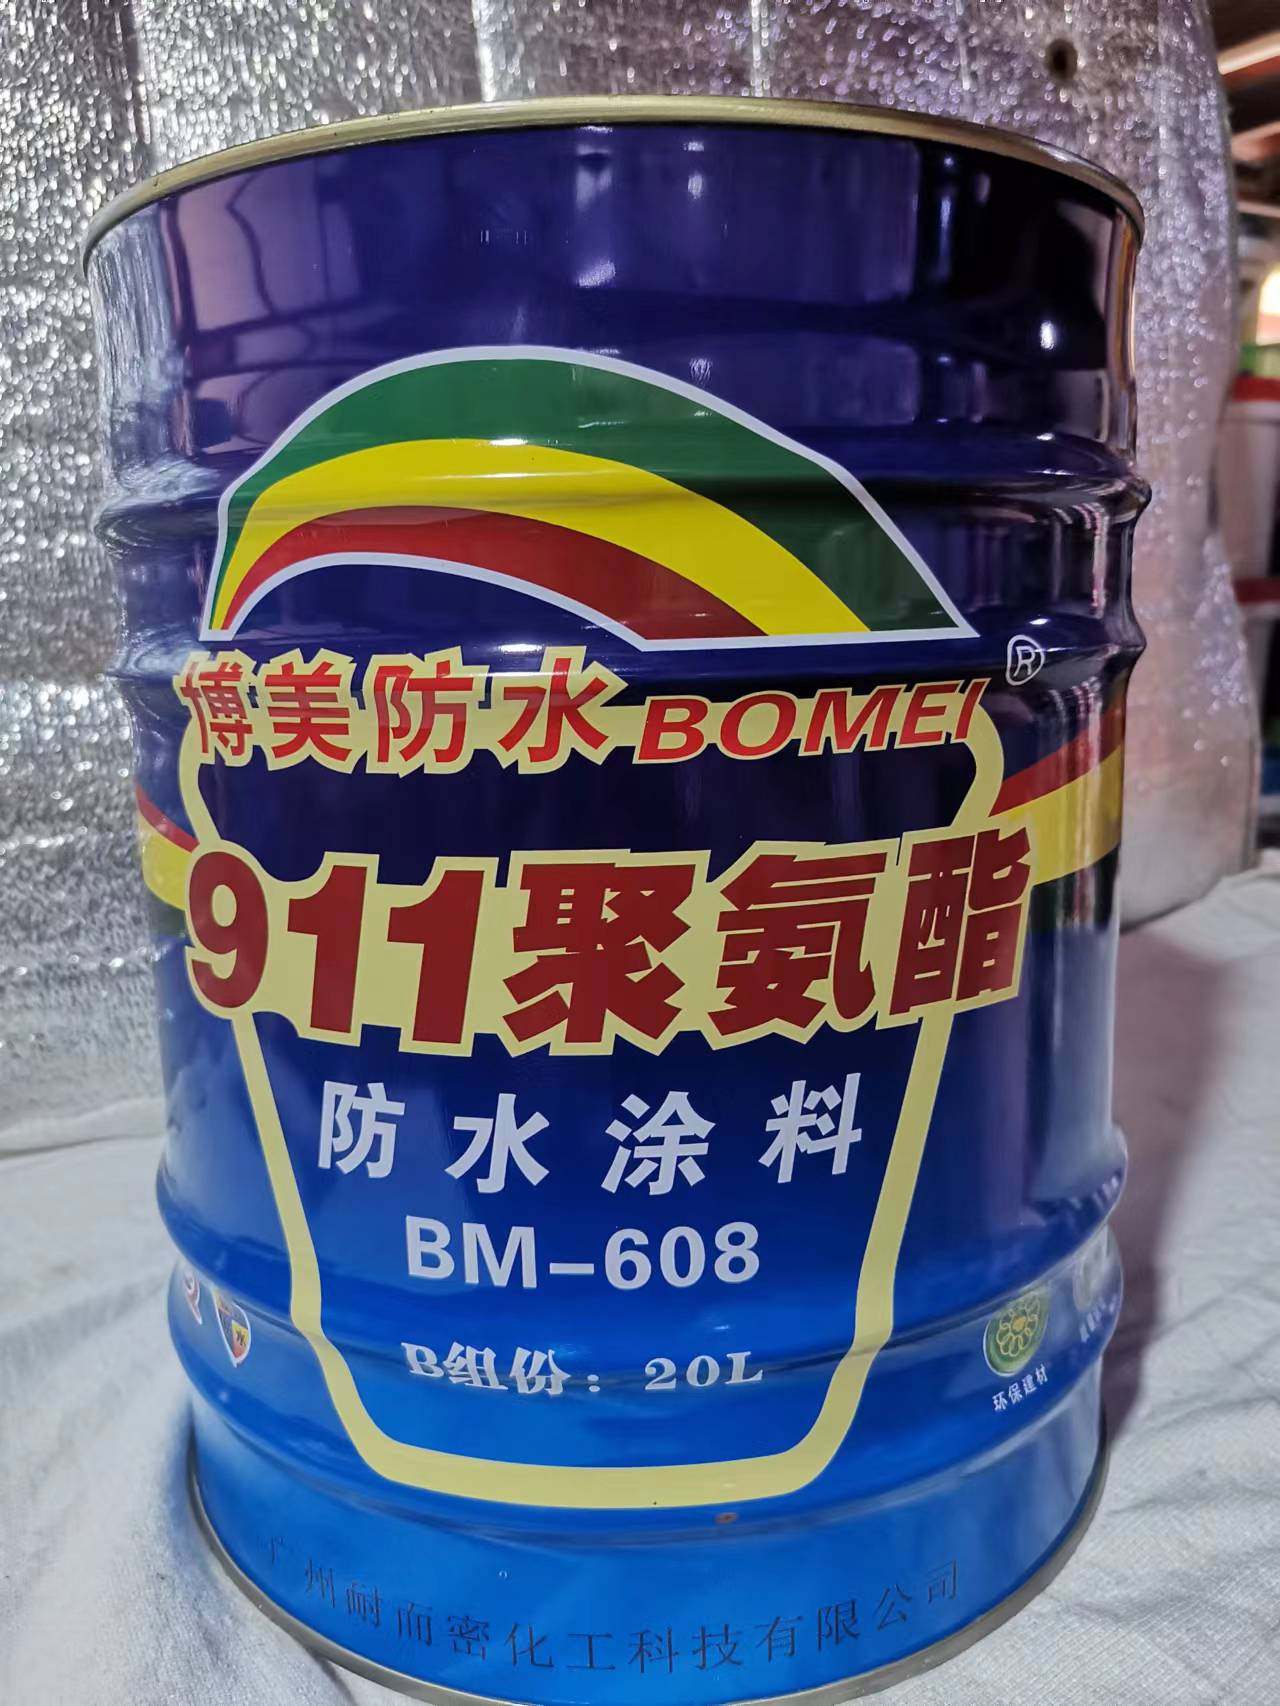 博美防水BOMEI®
911聚氨酯
防水涂料
BM-608
B组份：20L
环保建材
广州耐而密化工科技有限公司